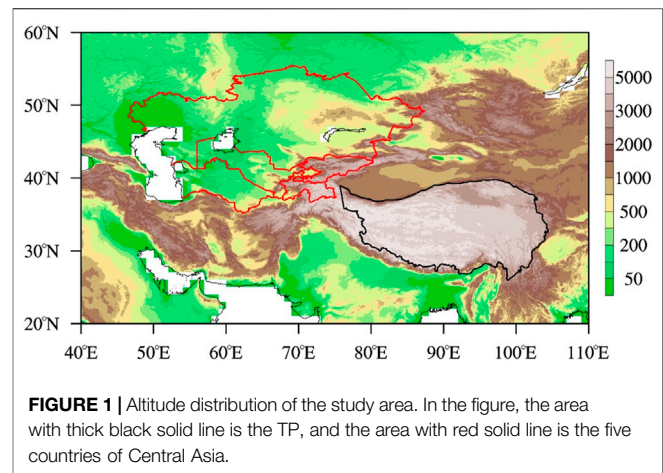 60°N
50°N
40°N
30°N
20°N
40°E 50°E 60°E 70°E 80°E 90°E 100°E 110°E
5000
3000
2000
1000
500
200
50
FIGURE 1 | Altitude distribution of the study area. In the figure, the area
with thick black solid line is the TP, and the area with red solid line is the five
countries of Central Asia.